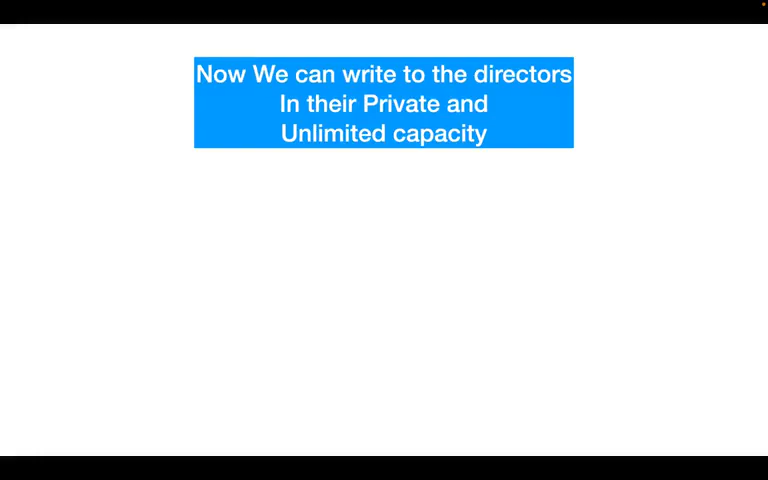 Now We can write to the directors
In their Private and
Unlimited capacity